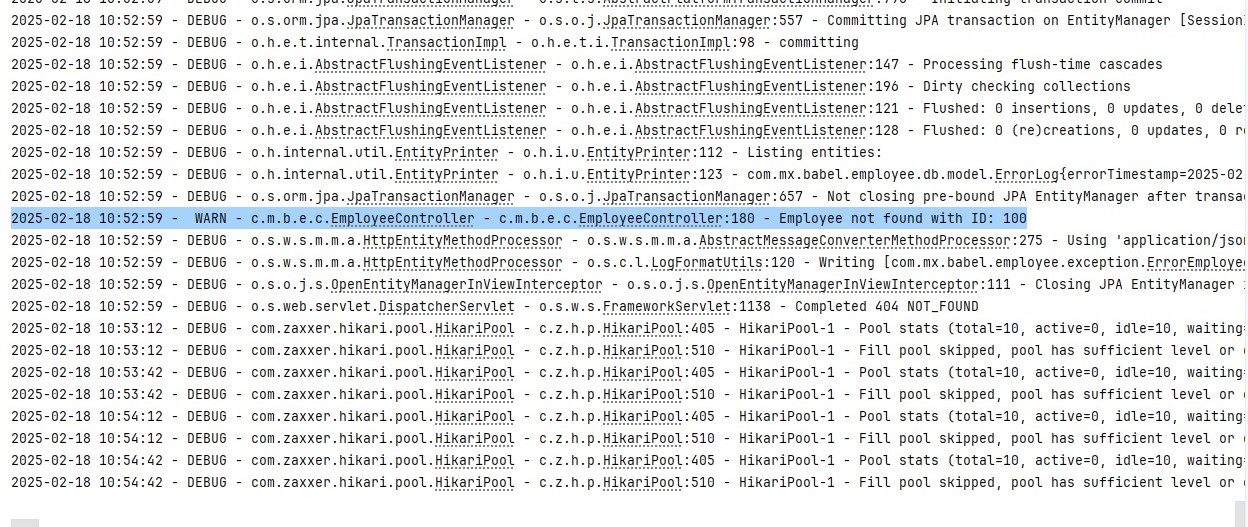 2025-02-18 10:52:59 - DEBUG - o.s.orm.jpa.JpaTransactionManager - o.s.o.j.JpaTransactionManager:557 - Committing JPA transaction on EntityManager [Session
2025-02-18 10:52:59 - DEBUG - o.h.e.t.internal.TransactionImpl - o.h.e.t.i.TransactionImpl:98 - committing
2025-02-18 10:52:59 - DEBUG - o.h.e.i.AbstractFlushingEventListener - o.h.e.i.AbstractFlushingEventListener:147 - Processing flush-time cascades
2025-02-18 10:52:59 - DEBUG - o.h.e.i.AbstractFlushingEventListener - o.h.e.i.AbstractFlushingEventListener:196 - Dirty checking collections
2025-02-18 10:52:59 - DEBUG - o.h.e.i.AbstractFlushingEventListener - o.h.e.i.AbstractFlushingEventListener:121 - Flushed: 0 insertions, 0 updates, 0 dele
2025-02-18 10:52:59 - DEBUG - o.h.e.i.AbstractFlushingEventListener - o.h.e.i.AbstractFlushingEventListener:128 - Flushed: 0 (re)creations, 0 updates, 0 r
2025-02-18 10:52:59 - DEBUG - o.h.internal.util.EntityPrinter - o.h.i.u.EntityPrinter:112 - Listing entities:
2025-02-18 10:52:59 - DEBUG - o.h.internal.util.EntityPrinter - o.h.i.u.EntityPrinter:123 - com.mx.babel.employee.db.model.ErrorLog{errorTimestamp=2025-02
2025-02-18 10:52:59 - DEBUG - o.s.orm.jpa.JpaTransactionManager - o.s.o.j.JpaTransactionManager:657 - Not closing pre-bound JPA EntityManager after transa
2025-02-18 10:52:59 -  WARN - c.m.b.e.c.EmployeeController - c.m.b.e.c.EmployeeController:180 - Employee not found with ID: 100
2025-02-18 10:52:59 - DEBUG - o.s.w.s.m.m.a.HttpEntityMethodProcessor - o.s.w.s.m.m.a.AbstractMessageConverterMethodProcessor:275 - Using 'application/jso
2025-02-18 10:52:59 - DEBUG - o.s.w.s.m.m.a.HttpEntityMethodProcessor - o.s.c.l.LogFormatUtils:120 - Writing [com.mx.babel.employee.exception.ErrorEmploye
2025-02-18 10:52:59 - DEBUG - o.s.o.j.s.OpenEntityManagerInViewInterceptor - o.s.o.j.s.OpenEntityManagerInViewInterceptor:111 - Closing JPA EntityManager
2025-02-18 10:52:59 - DEBUG - o.s.web.servlet.DispatcherServlet - o.s.w.s.FrameworkServlet:1138 - Completed 404 NOT_FOUND
2025-02-18 10:53:12 - DEBUG - com.zaxxer.hikari.pool.HikariPool - c.z.h.p.HikariPool:405 - HikariPool-1 - Pool stats (total=10, active=0, idle=10, waiting
2025-02-18 10:53:12 - DEBUG - com.zaxxer.hikari.pool.HikariPool - c.z.h.p.HikariPool:510 - HikariPool-1 - Fill pool skipped, pool has sufficient level or
2025-02-18 10:53:42 - DEBUG - com.zaxxer.hikari.pool.HikariPool - c.z.h.p.HikariPool:405 - HikariPool-1 - Pool stats (total=10, active=0, idle=10, waiting
2025-02-18 10:53:42 - DEBUG - com.zaxxer.hikari.pool.HikariPool - c.z.h.p.HikariPool:510 - HikariPool-1 - Fill pool skipped, pool has sufficient level or
2025-02-18 10:54:12 - DEBUG - com.zaxxer.hikari.pool.HikariPool - c.z.h.p.HikariPool:405 - HikariPool-1 - Pool stats (total=10, active=0, idle=10, waiting
2025-02-18 10:54:12 - DEBUG - com.zaxxer.hikari.pool.HikariPool - c.z.h.p.HikariPool:510 - HikariPool-1 - Fill pool skipped, pool has sufficient level or
2025-02-18 10:54:42 - DEBUG - com.zaxxer.hikari.pool.HikariPool - c.z.h.p.HikariPool:405 - HikariPool-1 - Pool stats (total=10, active=0, idle=10, waiting
2025-02-18 10:54:42 - DEBUG - com.zaxxer.hikari.pool.HikariPool - c.z.h.p.HikariPool:510 - HikariPool-1 - Fill pool skipped, pool has sufficient level or